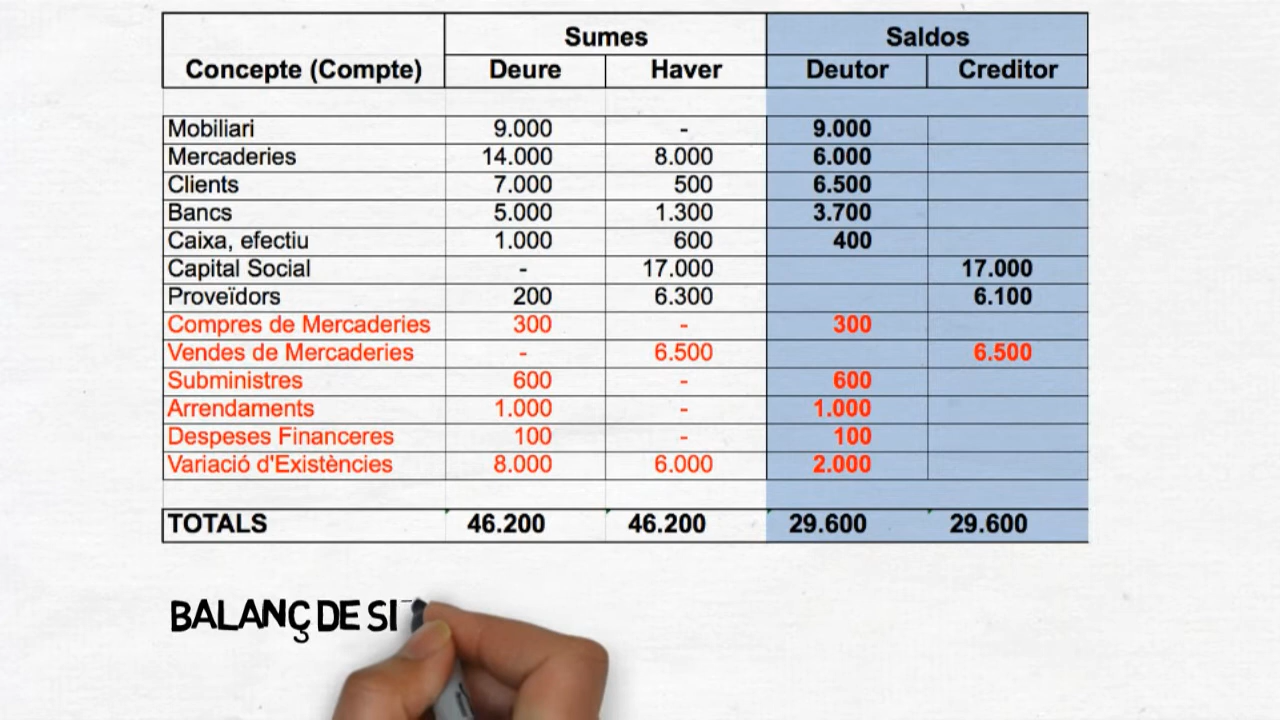 Sumes Saldos
Concepte (Compte) Deure Haver Deutor Creditor
Mobiliari 9.000 - 9.000
Mercaderies 14.000 8.000 6.000
Clients 7.000 500 6.500
Bancs 5.000 1.300 3.700
Caixa, efectiu 1.000 600 400
Capital Social - 17.000 17.000
Proveïdors 200 6.300 6.100
Compres de Mercaderies 300 - 300
Vendes de Mercaderies - 6.500 6.500
Subministres 600 - 600
Arrendaments 1.000 - 1.000
Despeses Financeres 100 - 100
Variació d'Existències 8.000 6.000 2.000
TOTALS 46.200 46.200 29.600 29.600
BALANÇ DE SI